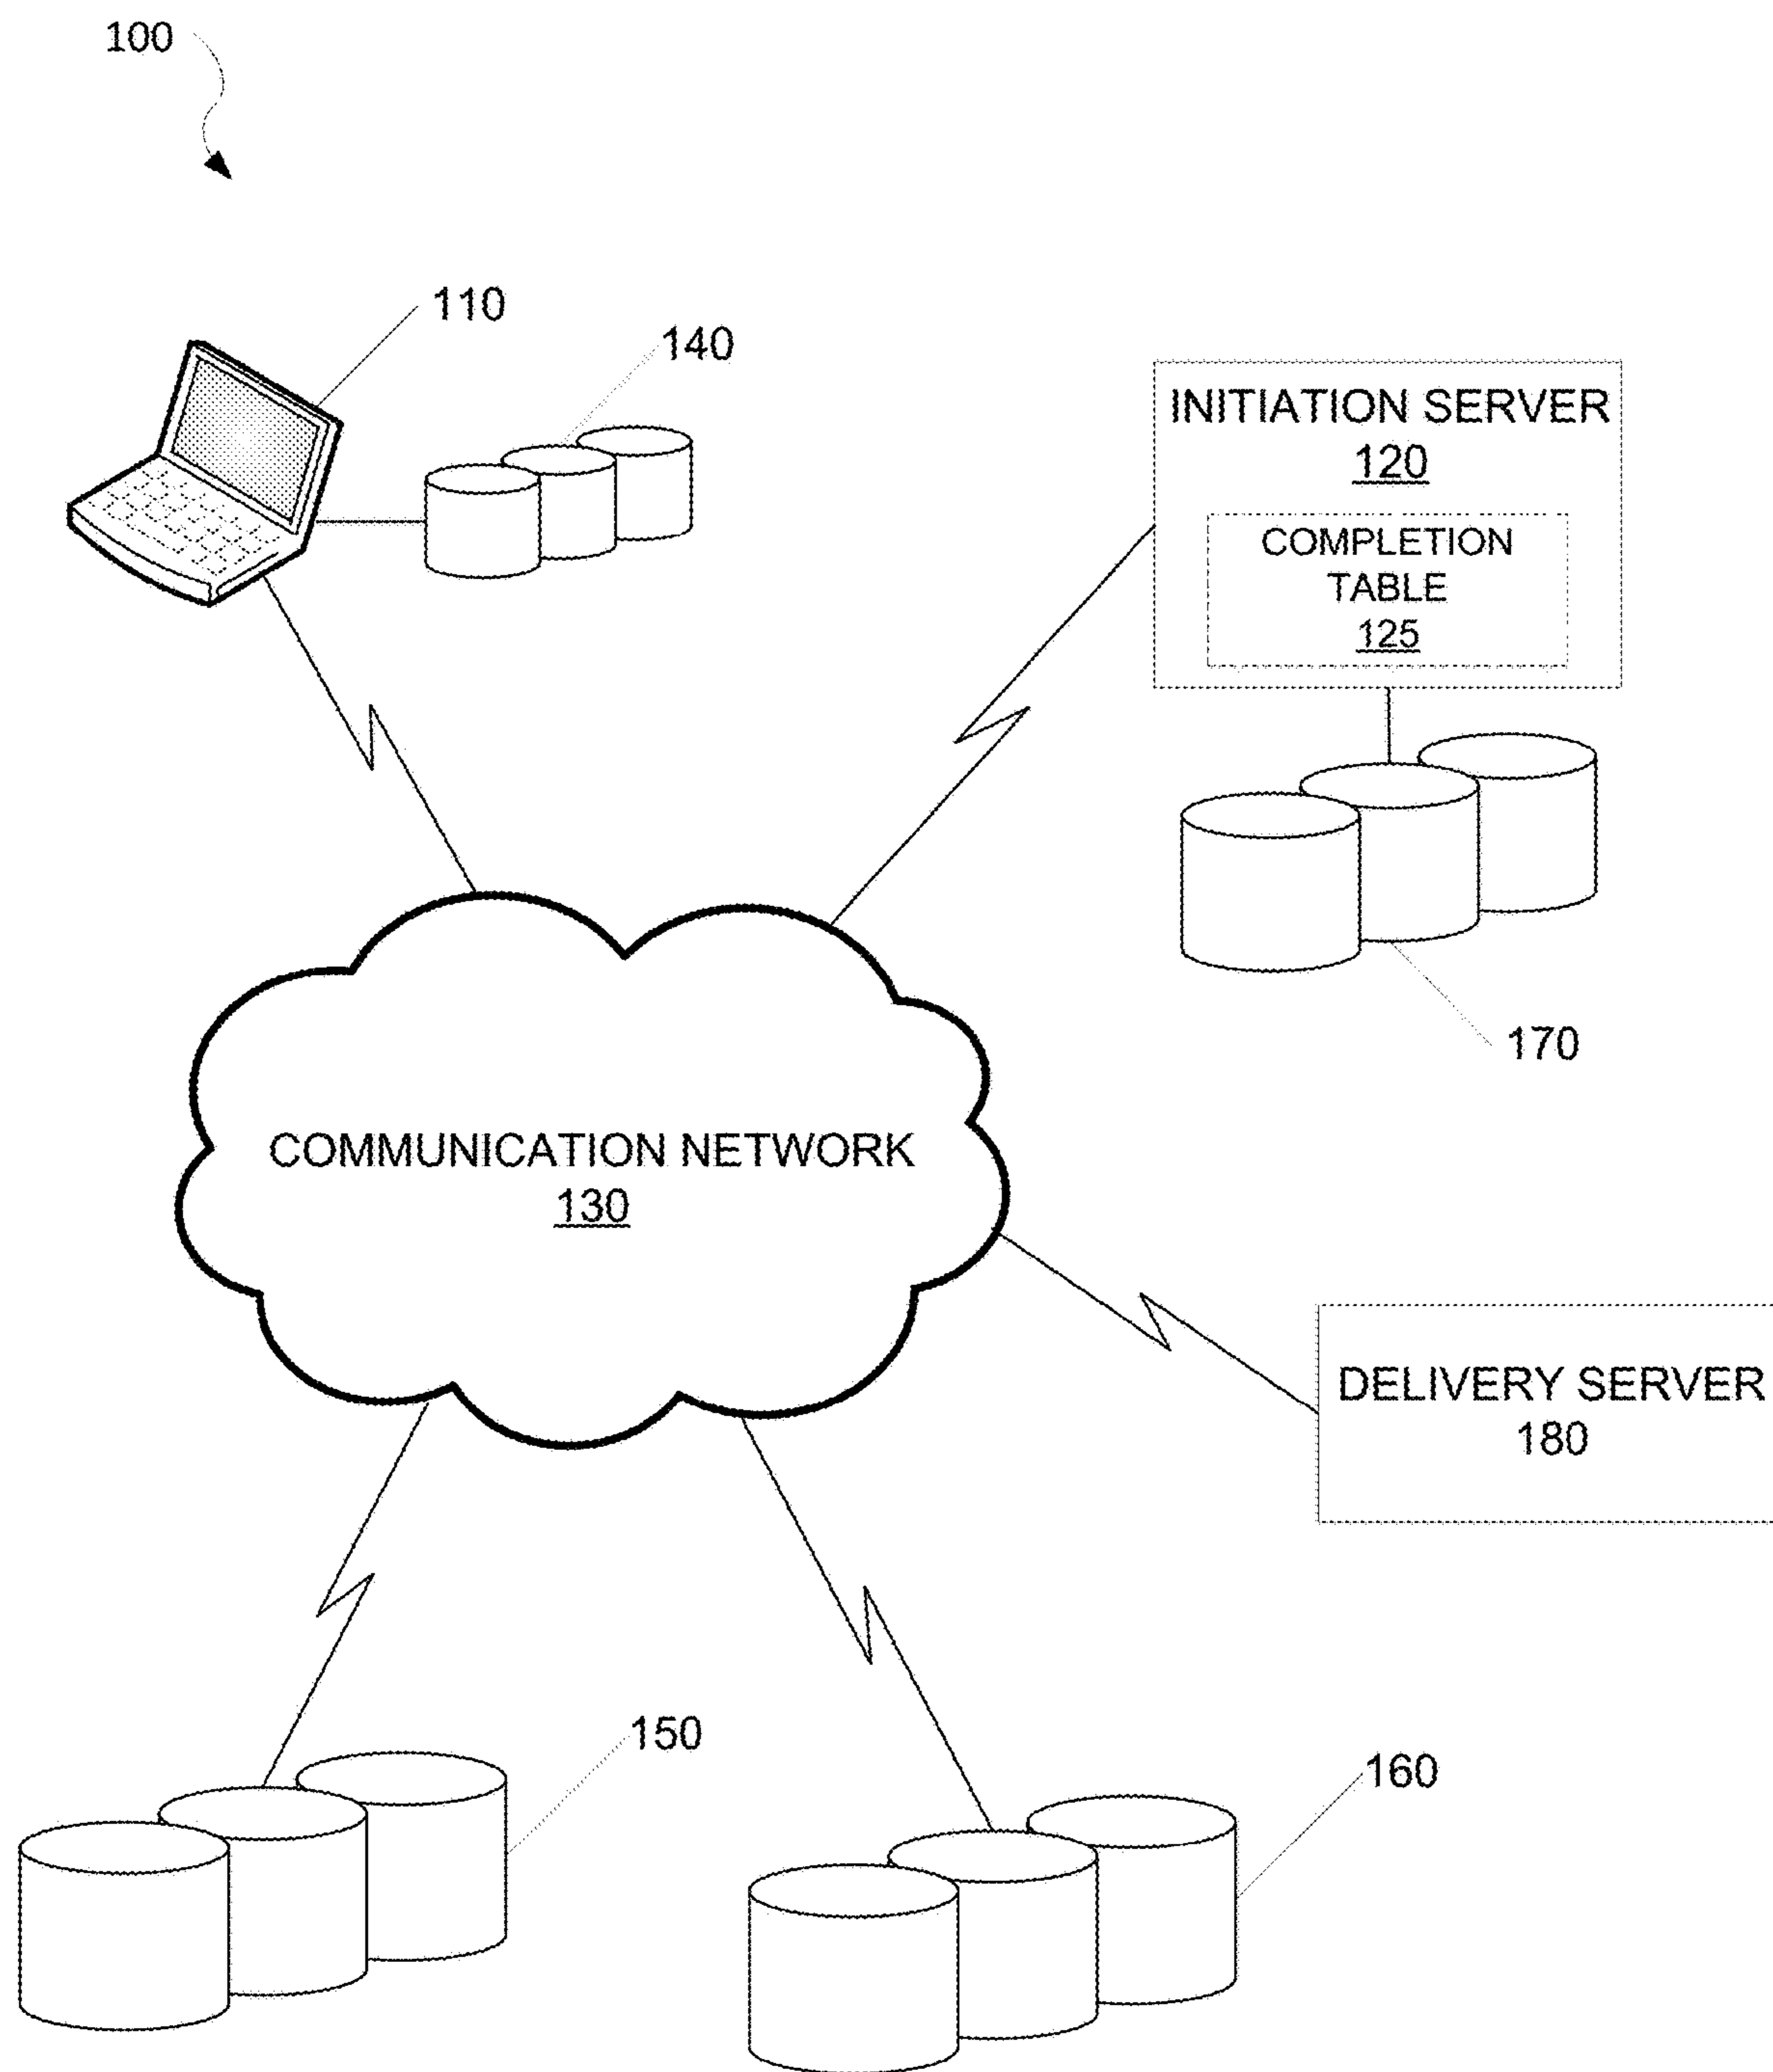 100
110
140
INITIATION SERVER
120
COMPLETION
TABLE
125
170
COMMUNICATION NETWORK
130
DELIVERY SERVER
180
150
160